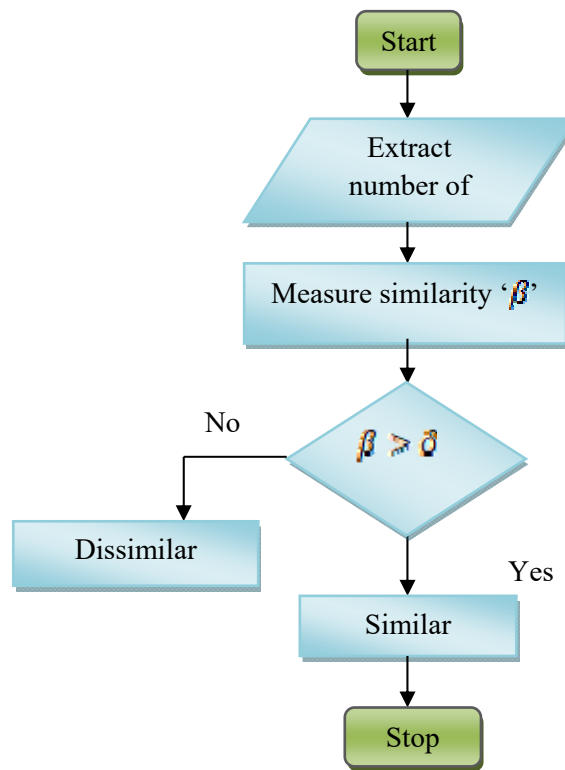 Start
Extract
number of
Measure similarity ‘β’
β > δ
No
Dissimilar
Yes
Similar
Stop